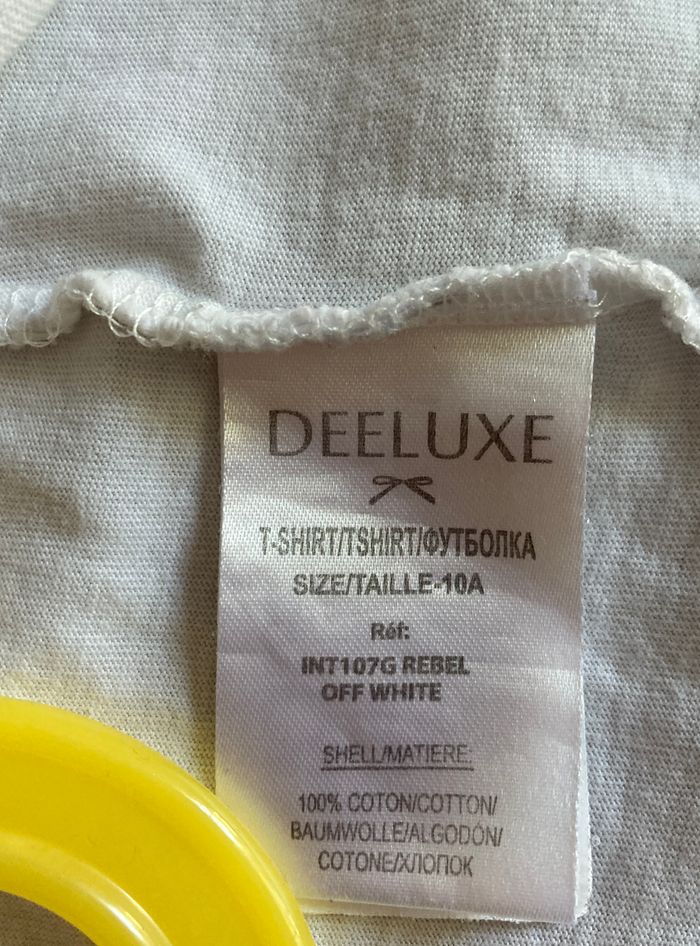 DEELUXE
T-SHIRT/TSHIRT/ФУТБОЛКА
SIZE/TAILLE-10A
Réf:
INT107G REBEL
OFF WHITE
SHELL/MATIERE:
100% COTON/COTTON/
BAUMWOLLE/ALGODÓN/
COTONE/ХЛОПОК